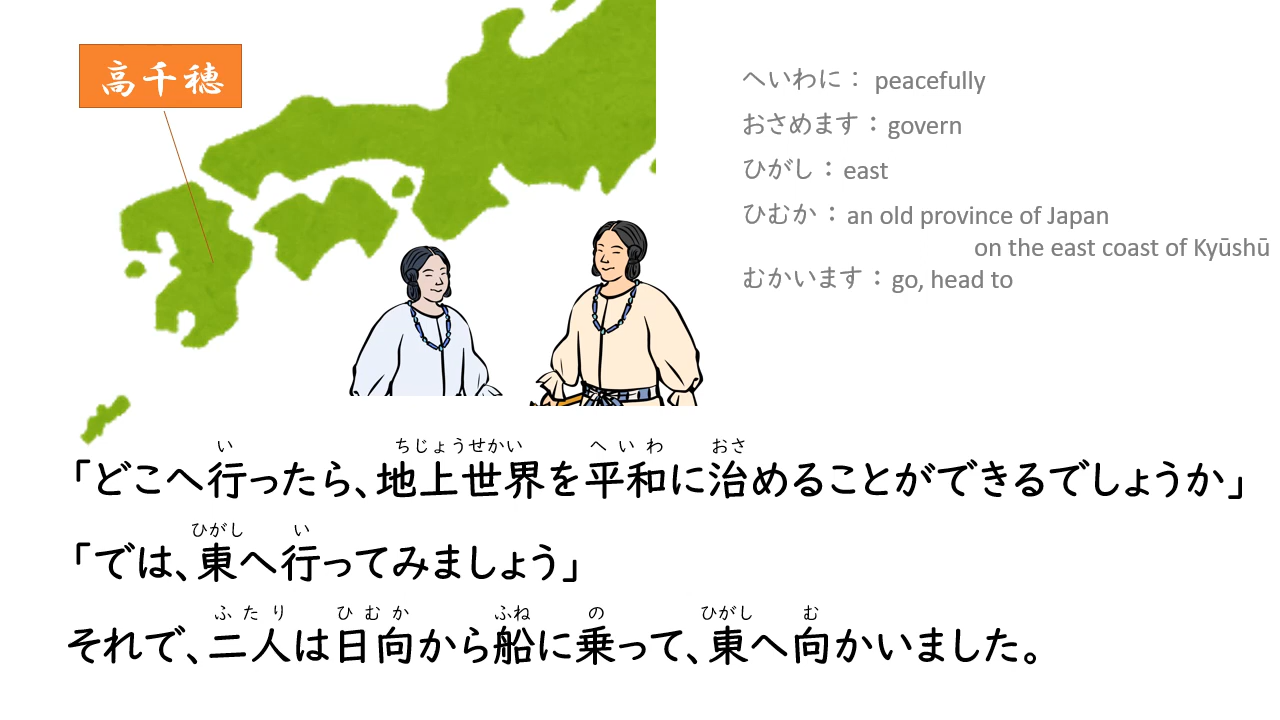 高千穂
へいわに： peacefully
おさめます：govern
ひがし：east
ひむか：an old province of Japan
on the east coast of Kyūshū
むかいます：go, head to
い ちじょうせかい へいわ おさ
「どこへ行ったら、地上世界を平和に治めることができるでしょうか」
ひがし い
「では、東へ行ってみましょう」
ふたり ひむか ふね の ひがし む
それで、二人は日向から船に乗って、東へ向かいました。